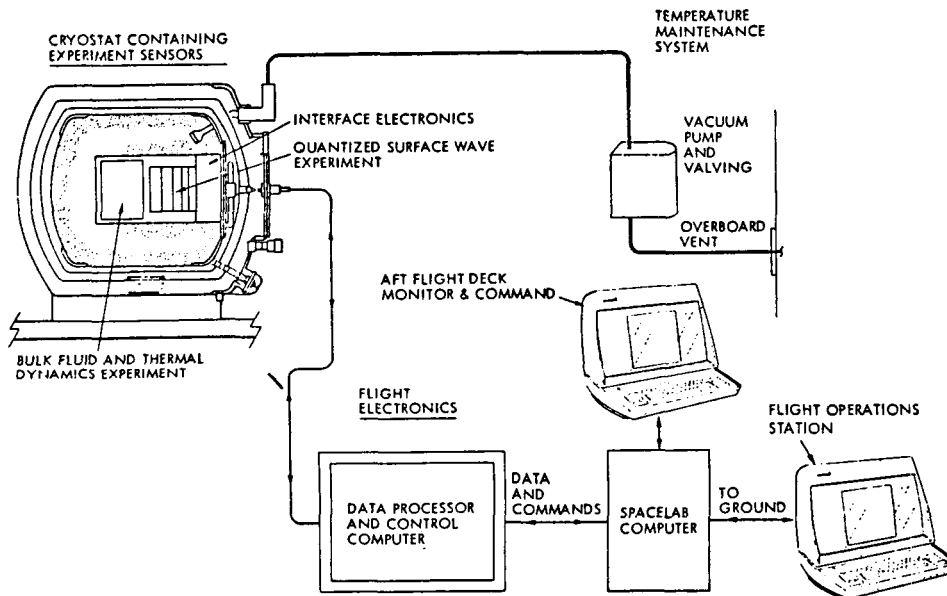 CRYOSTAT CONTAINING
EXPERIMENT SENSORS
TEMPERATURE
MAINTENANCE
SYSTEM
INTERFACE ELECTRONICS
QUANTIZED SURFACE WAVE
EXPERIMENT
VACUUM
PUMP
AND
VALVING
OVERBOARD
VENT
AFT FLIGHT DECK
MONITOR & COMMAND
BULK FLUID AND THERMAL
DYNAMICS EXPERIMENT
FLIGHT
ELECTRONICS
FLIGHT OPERATIONS
STATION
DATA PROCESSOR
AND CONTROL
COMPUTER
DATA
AND
COMMANDS
SPACELAB
COMPUTER
TO
GROUND